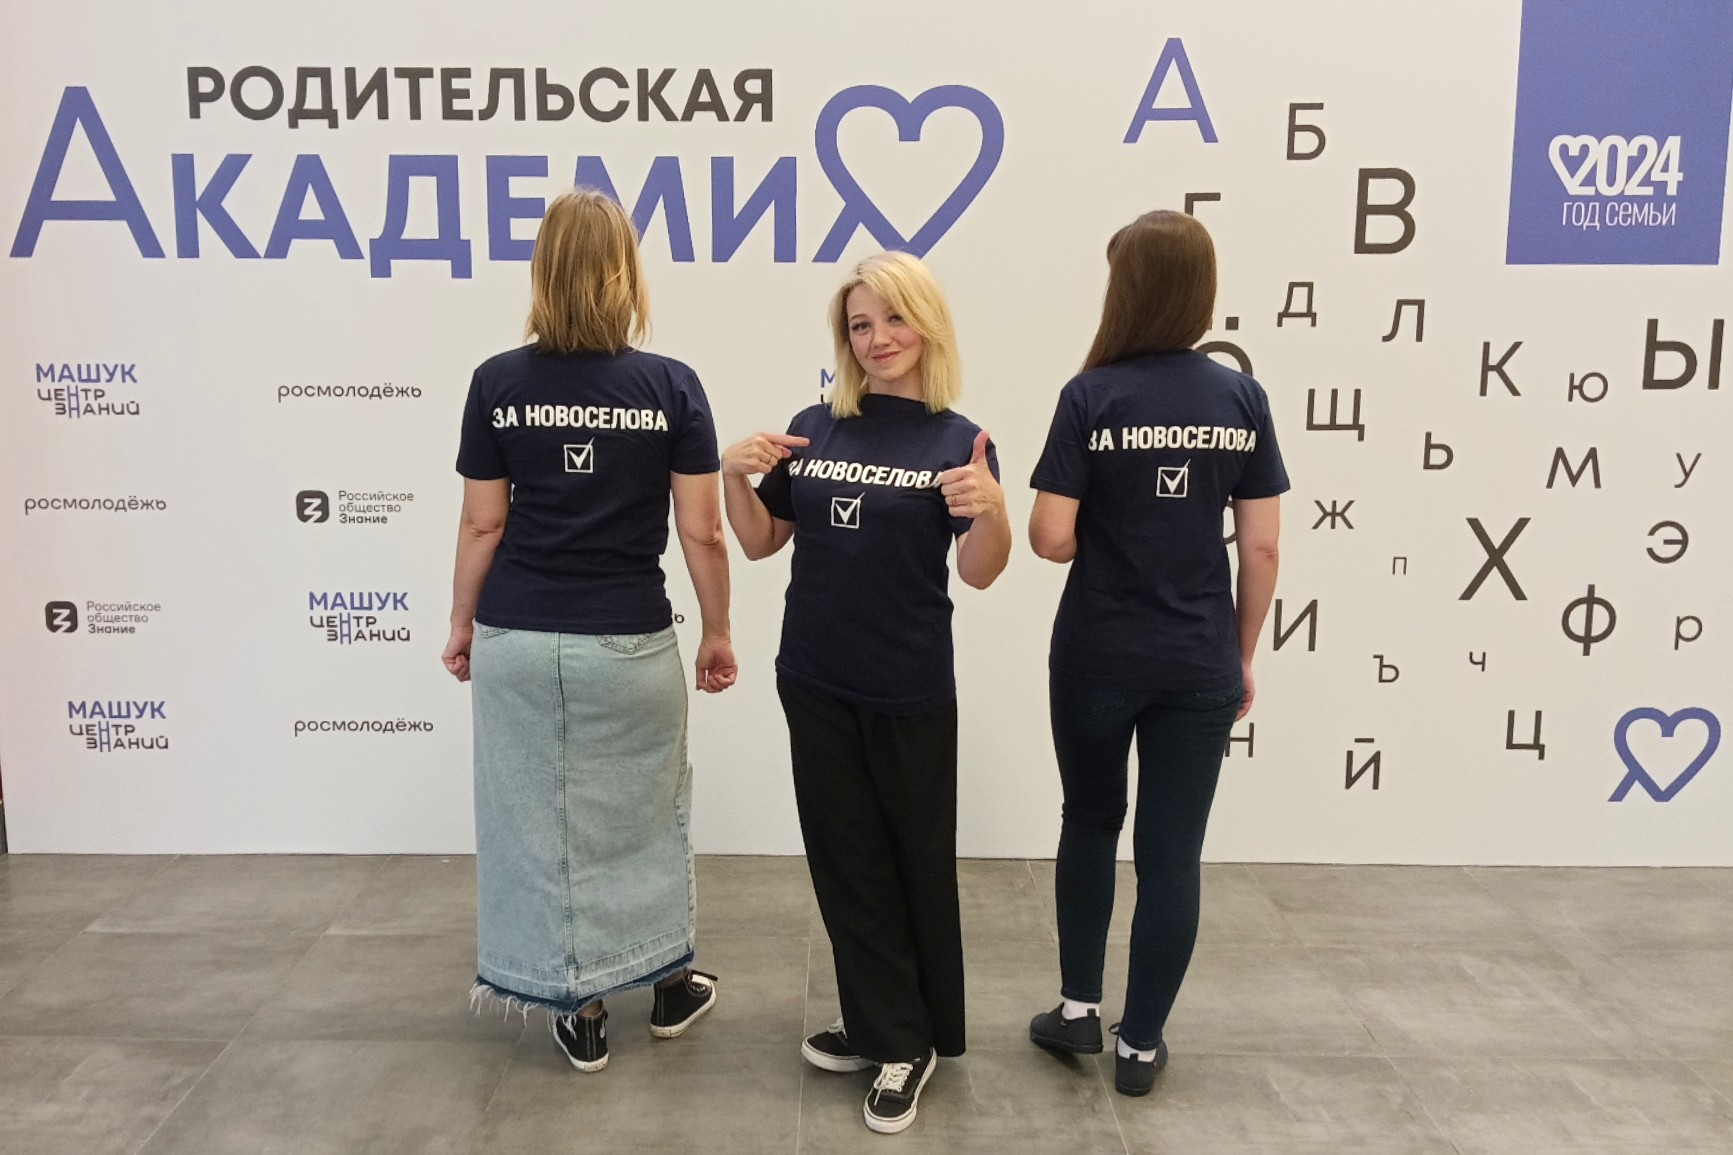 РОДИТЕЛЬСКАЯ
АКАДЕМИЯ
2024
ГОД СЕМЬИ
МАШУК
ЦЕНТР
ЗНАНИЙ
росмолодёжь
росмолодёжь
Российское
общество
Знание
Российское
общество
Знание
МАШУК
ЦЕНТР
ЗНАНИЙ
МАШУК
ЦЕНТР
ЗНАНИЙ
росмолодёжь
ЗА НОВОСЕЛОВА
ЗА НОВОСЕЛОВА
ЗА НОВОСЕЛОВА
А
Б
В
Г
Д
Л
К
Ю
Ы
Щ
Ь
М
У
Ж
П
Х
Э
И
Ф
Р
Ъ
Ч
Н
Й
Ц